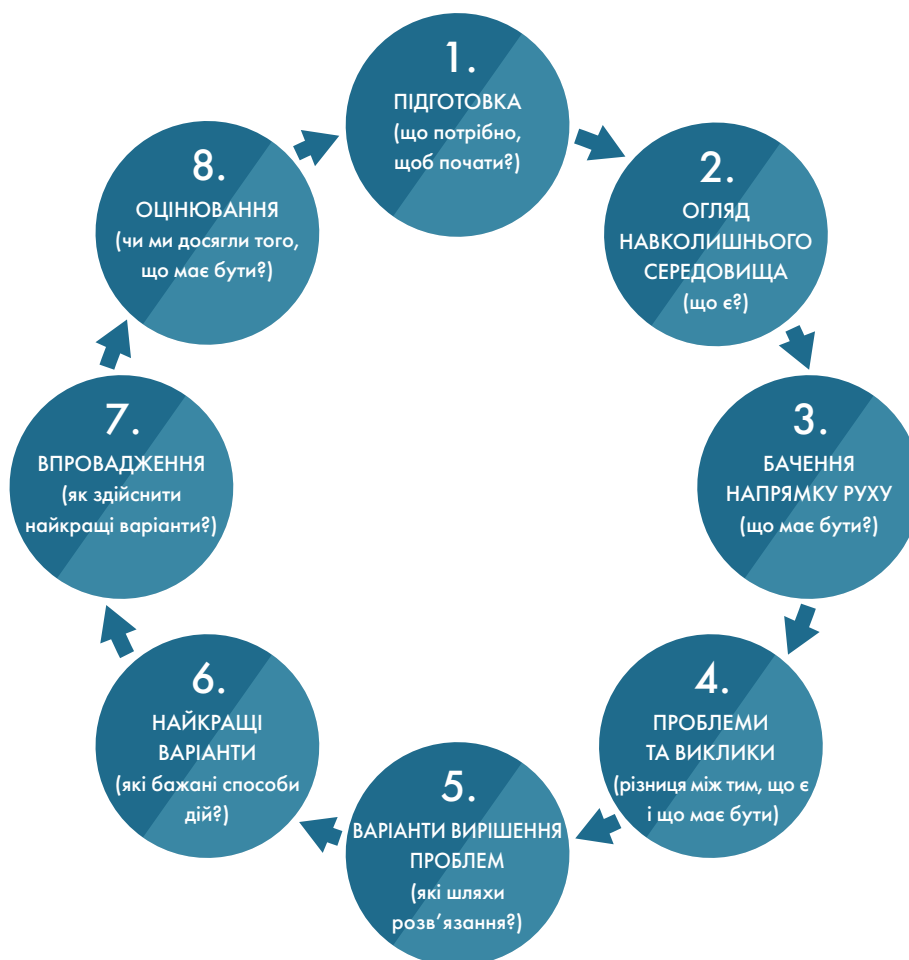 1.
ПІДГОТОВКА
(що потрібно,
щоб почати?)
2.
ОГЛЯД
НАВКОЛИШНЬОГО
СЕРЕДОВИЩА
(що є?)
3.
БАЧЕННЯ
НАПРЯМКУ РУХУ
(що має бути?)
4.
ПРОБЛЕМИ
ТА ВИКЛИКИ
(різниця між тим, що є
і що має бути)
5.
ВАРІАНТИ ВИРІШЕННЯ
ПРОБЛЕМ
(які шляхи
розв’язання?)
6.
НАЙКРАЩІ
ВАРІАНТИ
(які бажані способи
дій?)
7.
ВПРОВАДЖЕННЯ
(як здійснити
найкращі варіанти?)
8.
ОЦІНЮВАННЯ
(чи ми досягли того,
що має бути?)